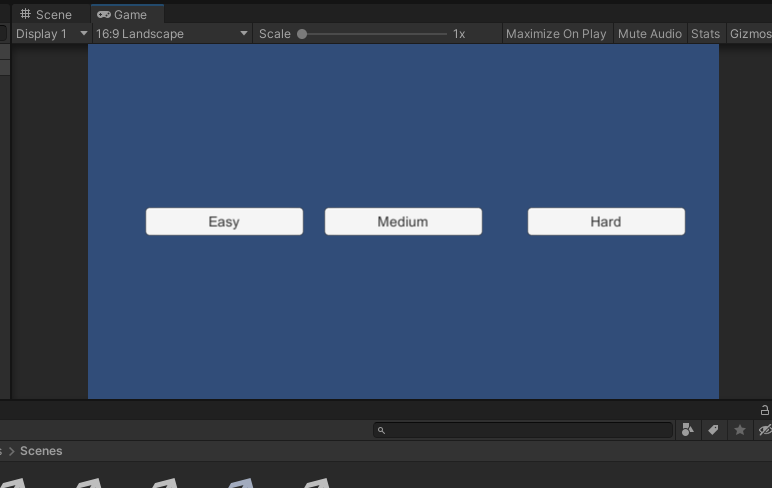 Scene Game
Display 1 16:9 Landscape Scale 1x Maximize On Play Mute Audio Stats Gizmos
Easy Medium Hard
Scenes